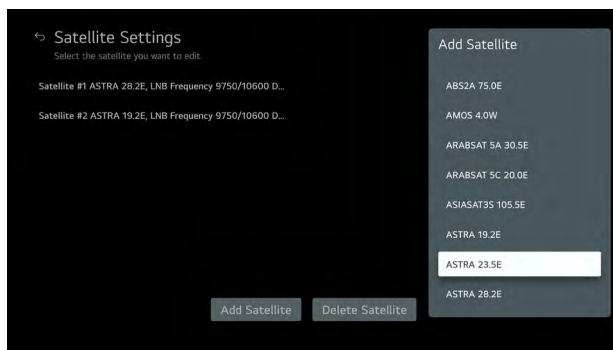 Satellite Settings
Select the satellite you want to edit.
Satellite #1 ASTRA 28.2E, LNB Frequency 9750/10600 D...
Satellite #2 ASTRA 19.2E, LNB Frequency 9750/10600 D...
Add Satellite
Delete Satellite
Add Satellite
ABS2A 75.0E
AMOS 4.0W
ARABSAT 5A 30.5E
ARABSAT 5C 20.0E
ASIASAT3S 105.5E
ASTRA 19.2E
ASTRA 23.5E
ASTRA 28.2E